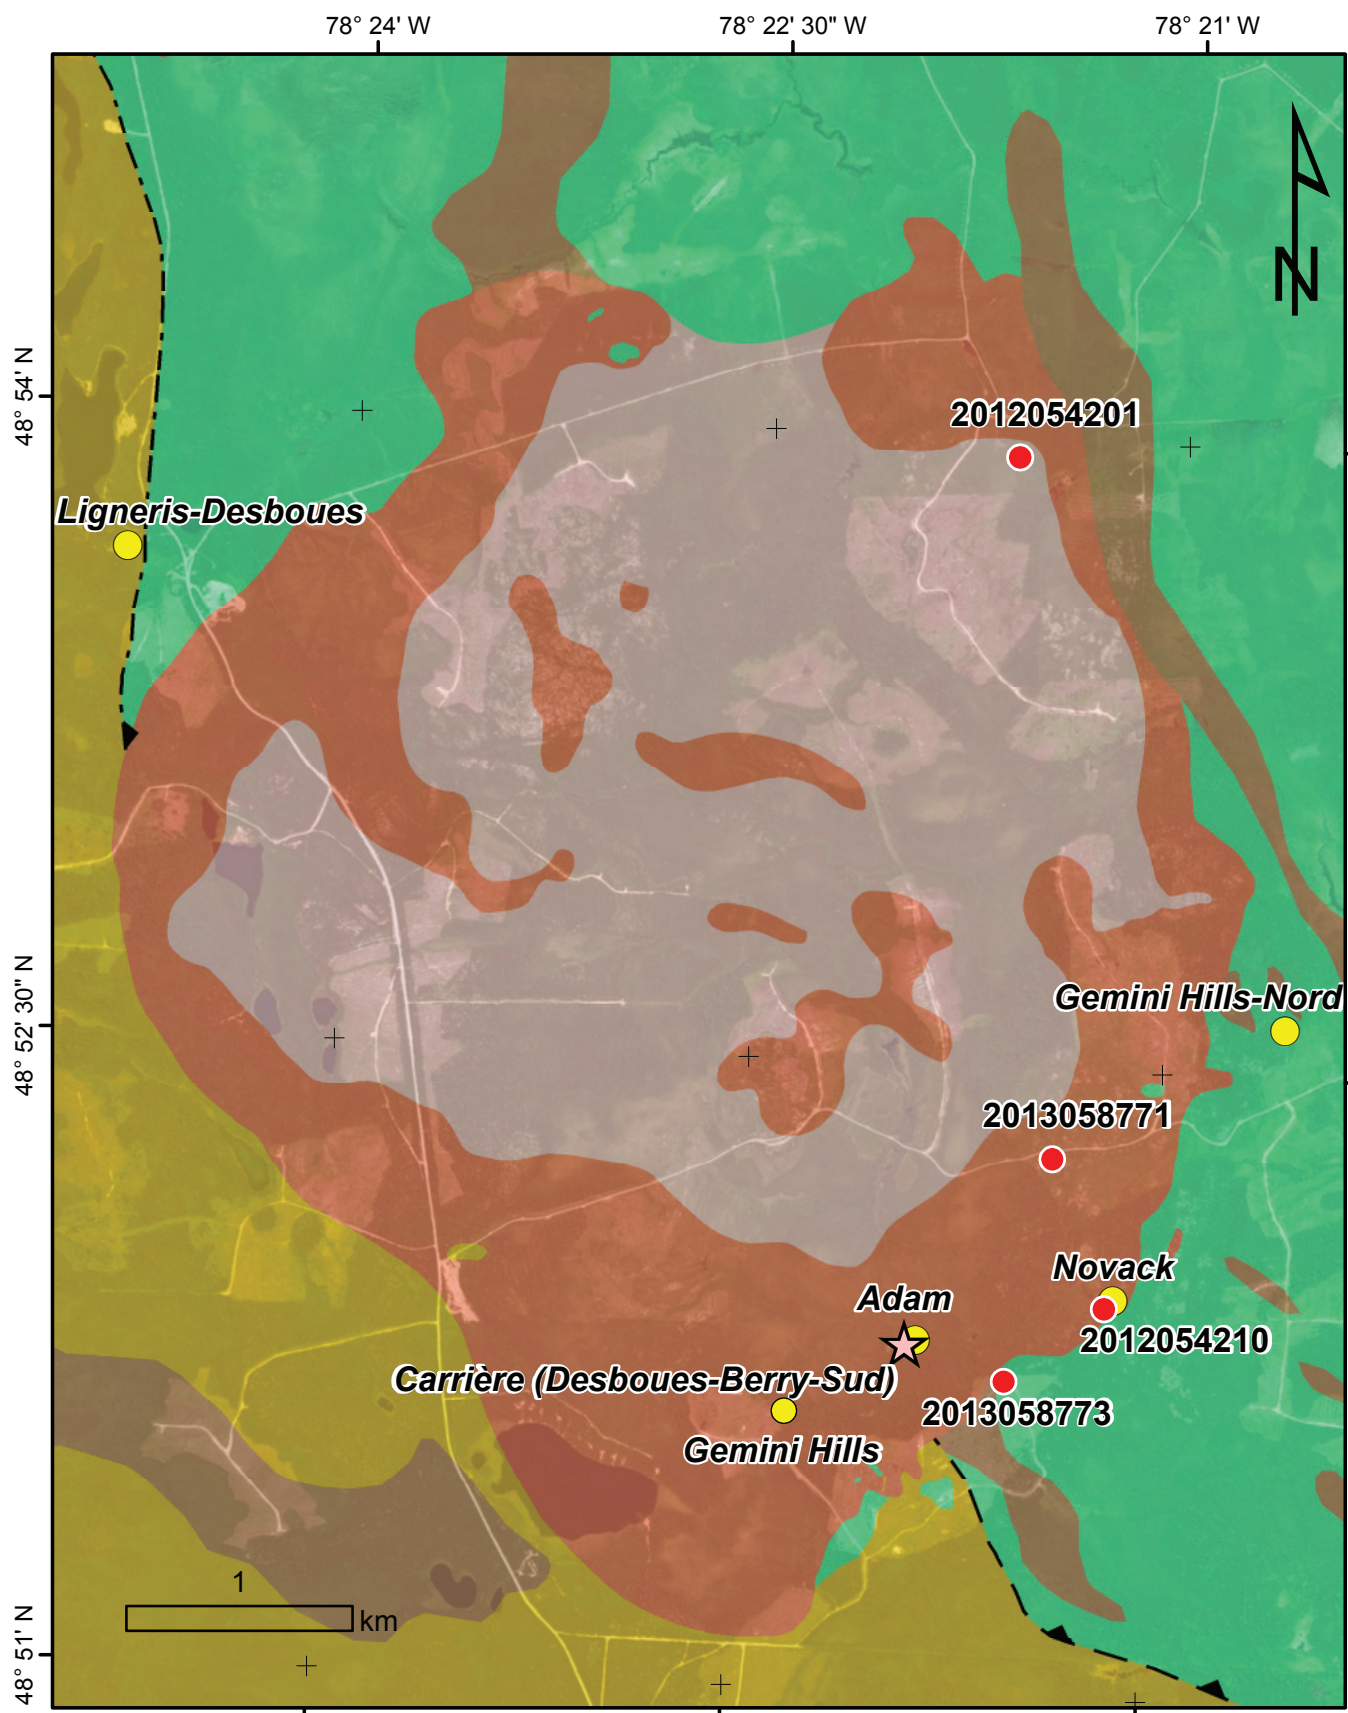 78° 24' W
78° 22' 30" W
78° 21' W
N
48° 54' N
2012054201
Ligneris-Desboues
48° 52' 30" N
Gemini Hills-Nord
2013058771
Novack
Adam
2012054210
Carrière (Desboues-Berry-Sud)
2013058773
Gemini Hills
1
km
48° 51' N